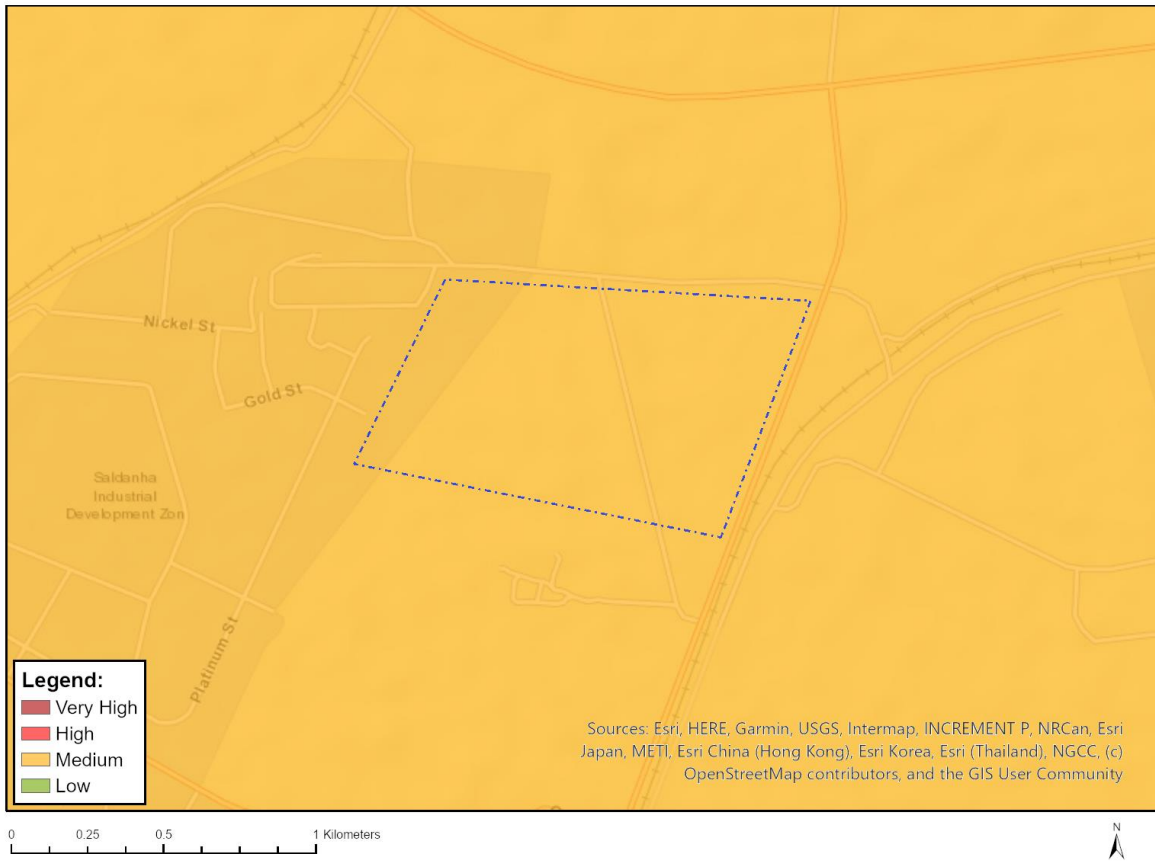 Nickel St
Gold St
Saldanha
Industrial
Development Zon
Platinum St
Legend:
Very High
High
Medium
Low
Sources: Esri, HERE, Garmin, USGS, Intermap, INCREMENT P, NRCan, Esri
Japan, METI, Esri China (Hong Kong), Esri Korea, Esri (Thailand), NGCC, (c)
OpenStreetMap contributors, and the GIS User Community
0 0.25 0.5 1 Kilometers
N